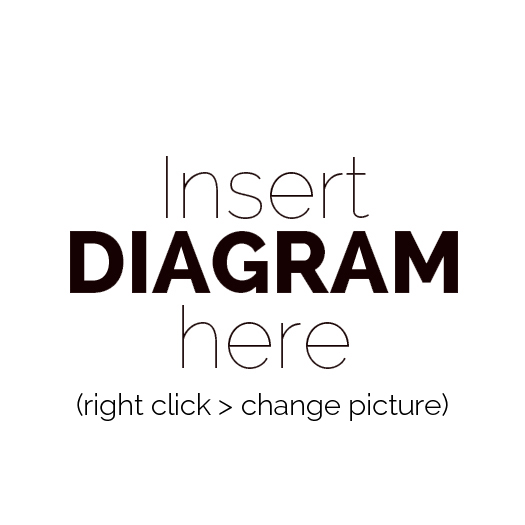 Insert
DIAGRAM
here
(right click > change picture)